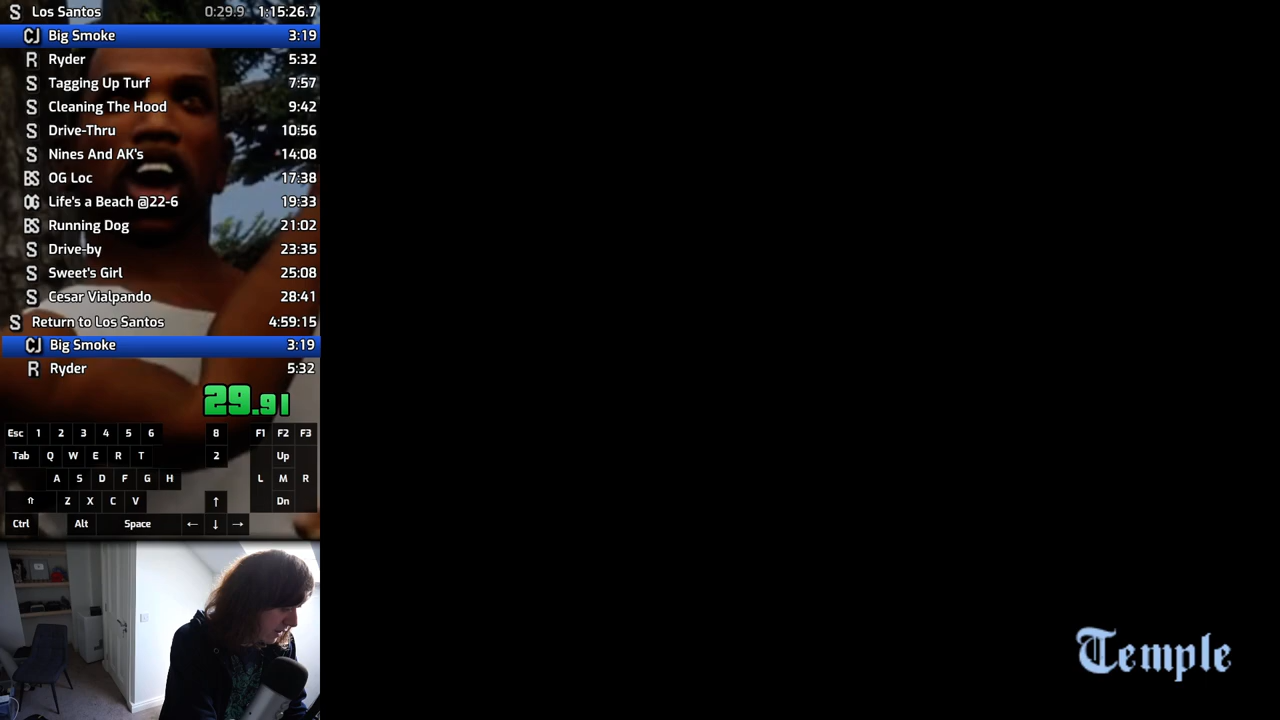 S Los Santos 0:29.9 1:15:26.7
CJ Big Smoke 3:19
R Ryder 5:32
S Tagging Up Turf 7:57
S Cleaning The Hood 9:42
S Drive-Thru 10:56
S Nines And AK's 14:08
BS OG Loc 17:38
OG Life's a Beach @22-6 19:33
BS Running Dog 21:02
S Drive-by 23:35
S Sweet's Girl 25:08
S Cesar Vialpando 28:41
S Return to Los Santos 4:59:15
CJ Big Smoke 3:19
R Ryder 5:32
29.91
Esc 1 2 3 4 5 6 8 F1 F2 F3
Tab Q W E R T 2 Up
A S D F G H L M R
⇧ Z X C V ↑ Dn
Ctrl Alt Space ← ↓ →
Temple